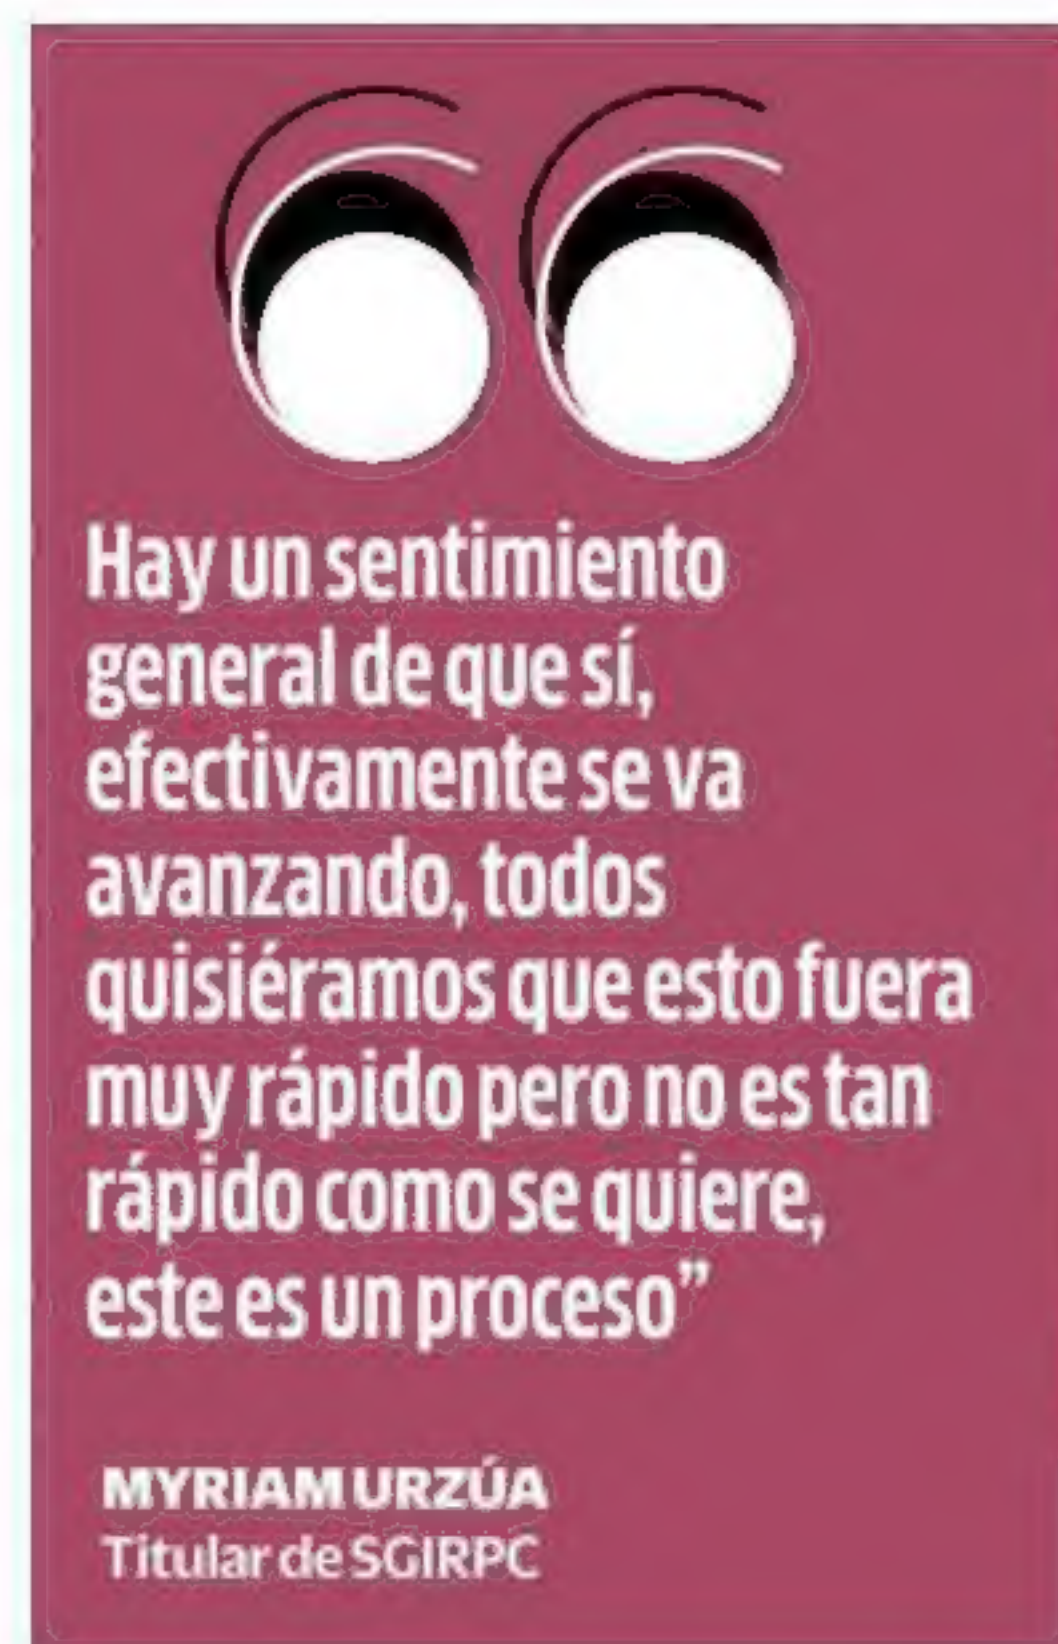 Hay un sentimiento
general de que sí,
efectivamente se va
avanzando, todos
quisiéramos que esto fuera
muy rápido pero no es tan
rápido como se quiere,
este es un proceso”
MYRIAM URZÚA
Titular de SGIRPC